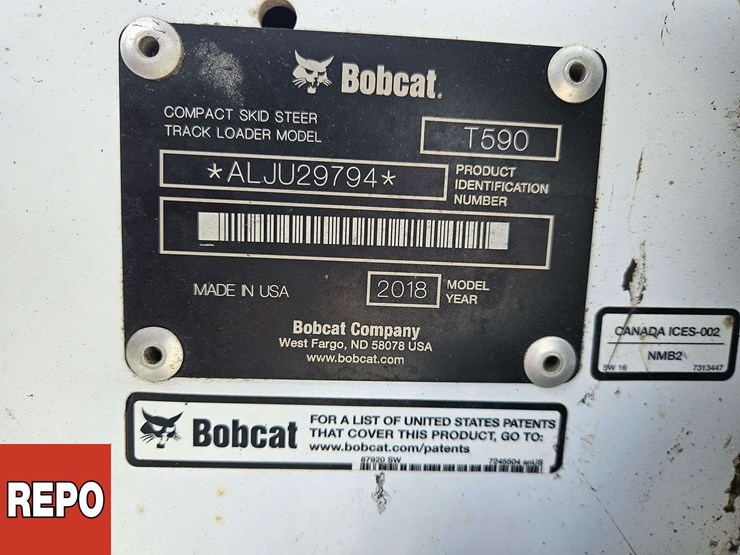 Bobcat.
COMPACT SKID STEER
TRACK LOADER MODEL
T590
*ALJU29794*
PRODUCT
IDENTIFICATION
NUMBER
MADE IN USA
2018
MODEL
YEAR
Bobcat Company
West Fargo, ND 58078 USA
www.bobcat.com
CANADA ICES-002
NMB2
SW 16
7313447
Bobcat
FOR A LIST OF UNITED STATES PATENTS
THAT COVER THIS PRODUCT, GO TO:
www.bobcat.com/patents
87920 SW
7245504 enUS
REPO